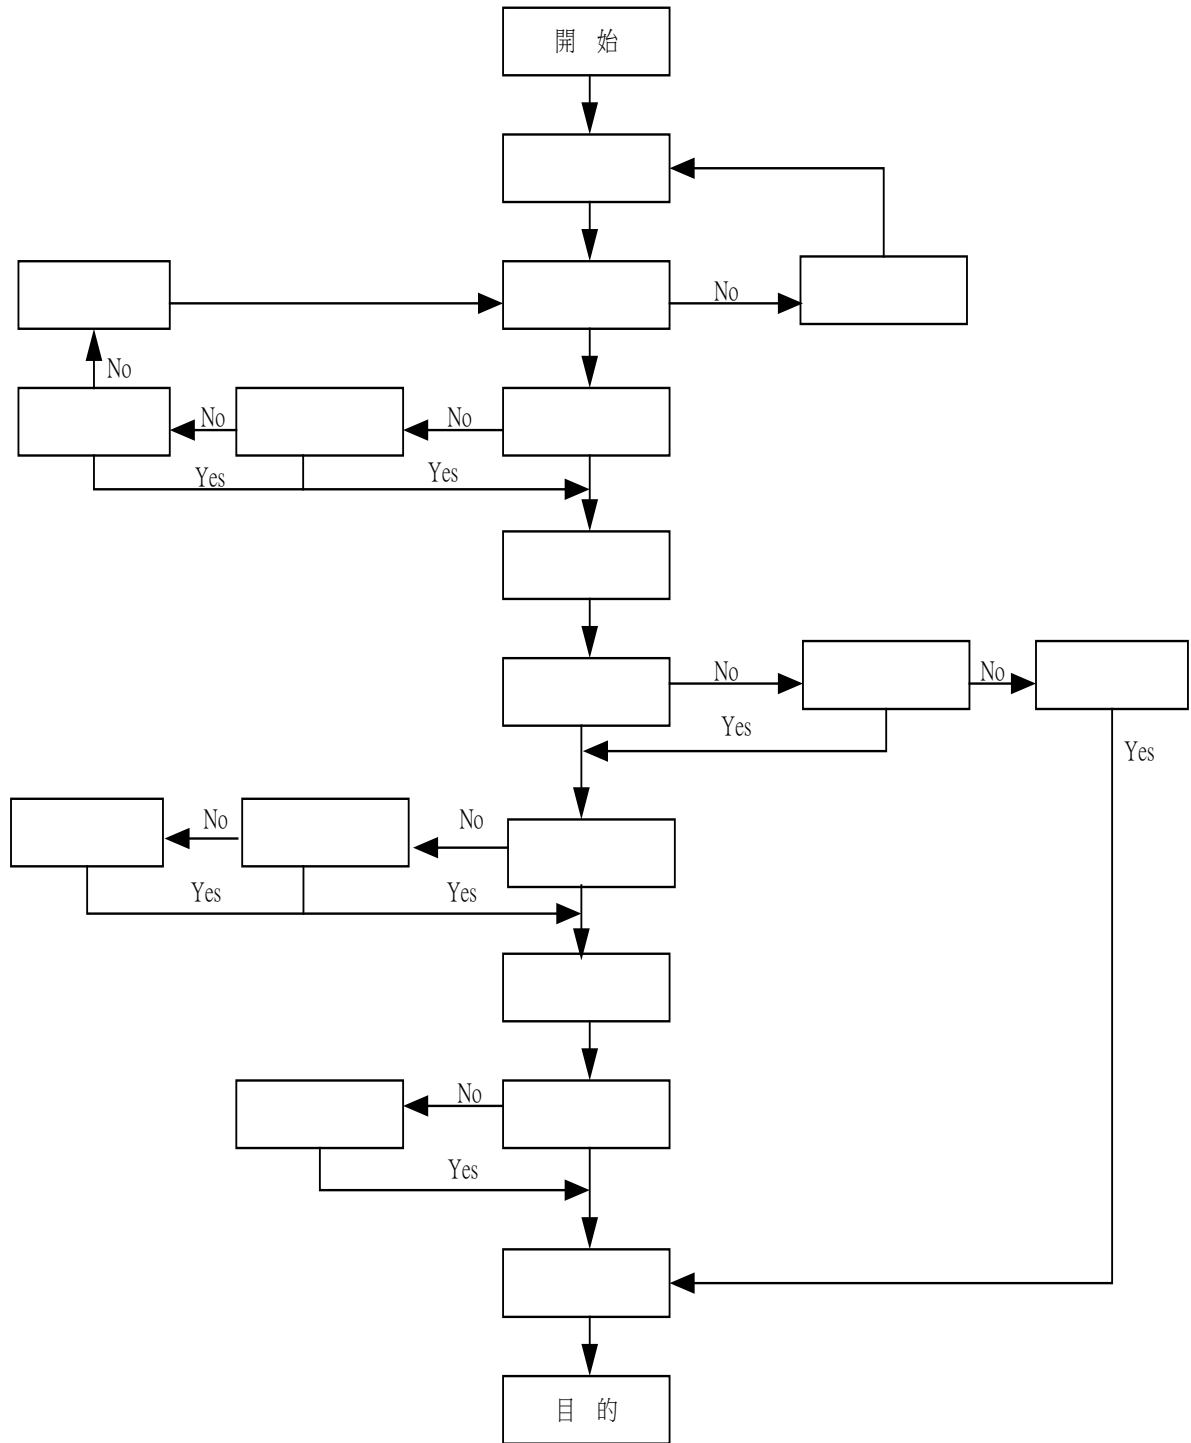 開 始
No
No
No
No
Yes
Yes
No
No
Yes
Yes
No
No
Yes
Yes
No
Yes
目 的